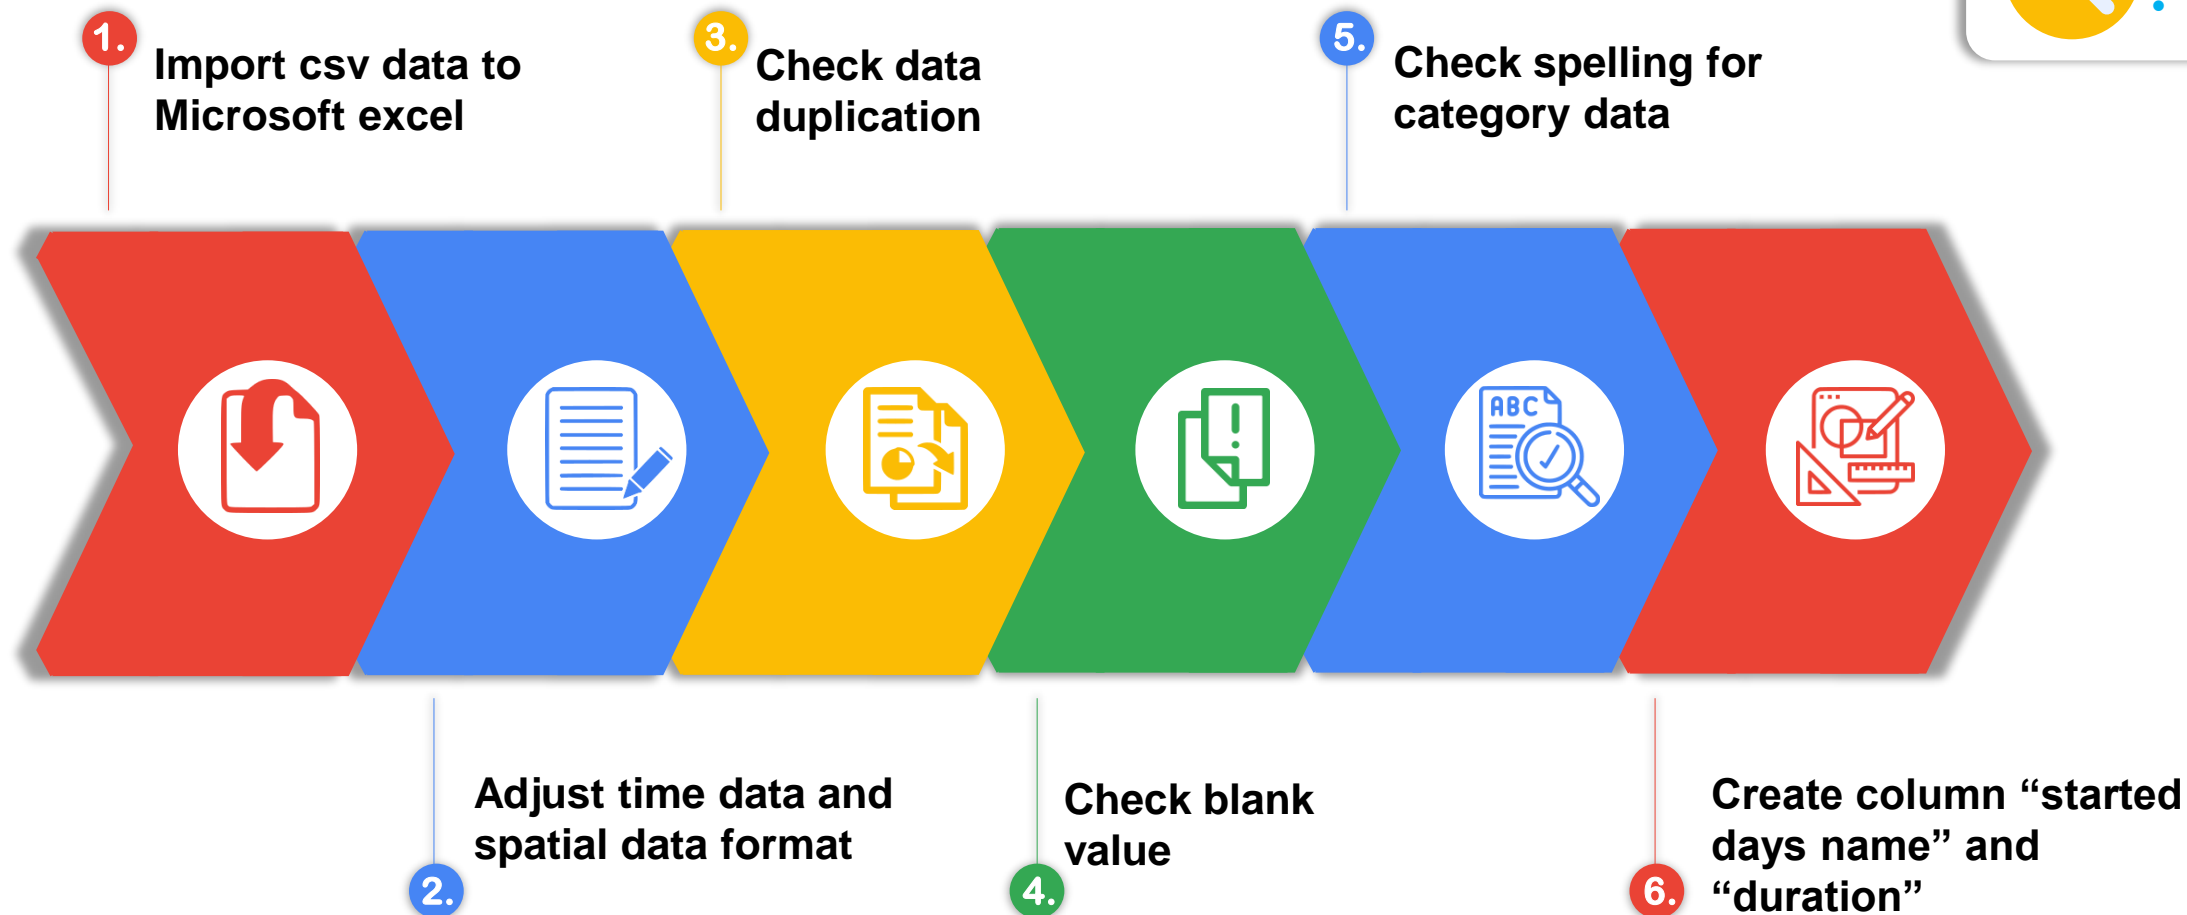 1.
Import csv data to
Microsoft excel
2.
Adjust time data and
spatial data format
3.
Check data
duplication
4.
Check blank
value
5.
Check spelling for
category data
ABC
6.
Create column “started
days name” and
“duration”